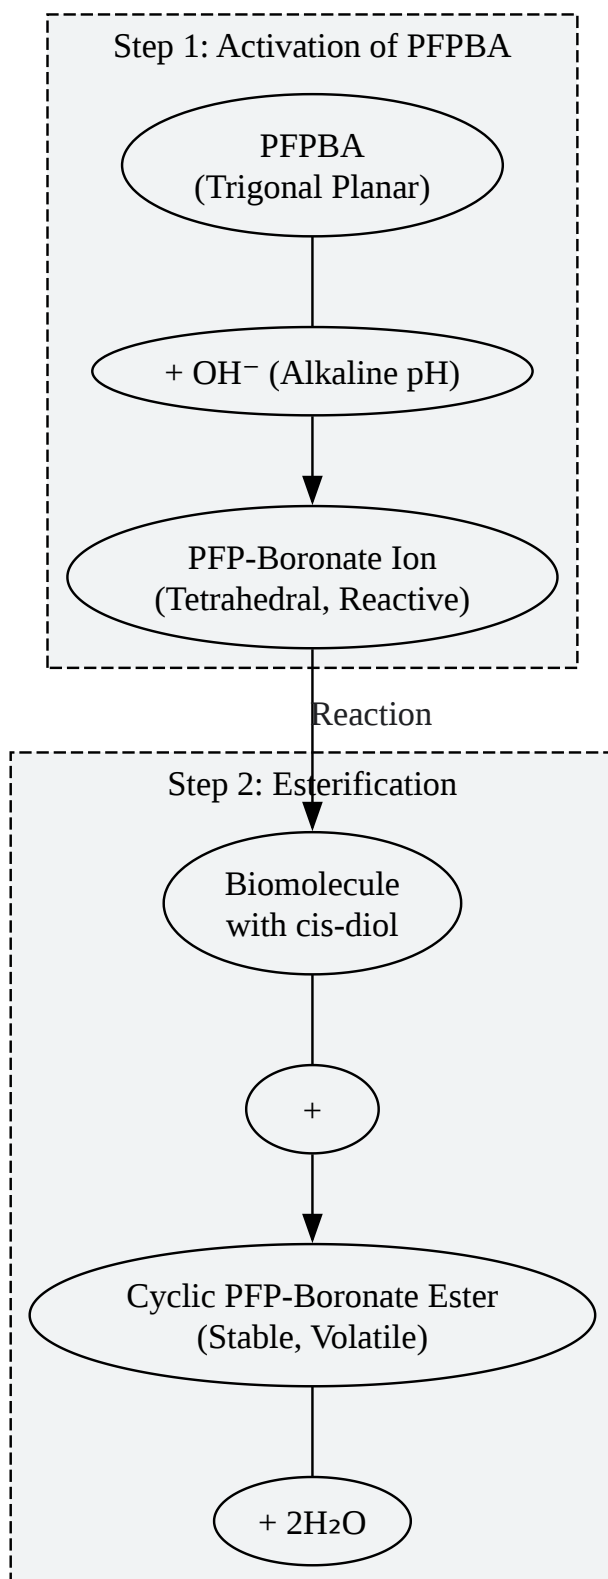 Step 1: Activation of PFPBA
PFPBA
(Trigonal Planar)
+ OH⁻ (Alkaline pH)
PFP-Boronate Ion
(Tetrahedral, Reactive)
Reaction
Step 2: Esterification
Biomolecule
with cis-diol
+
Cyclic PFP-Boronate Ester
(Stable, Volatile)
+ 2H₂O